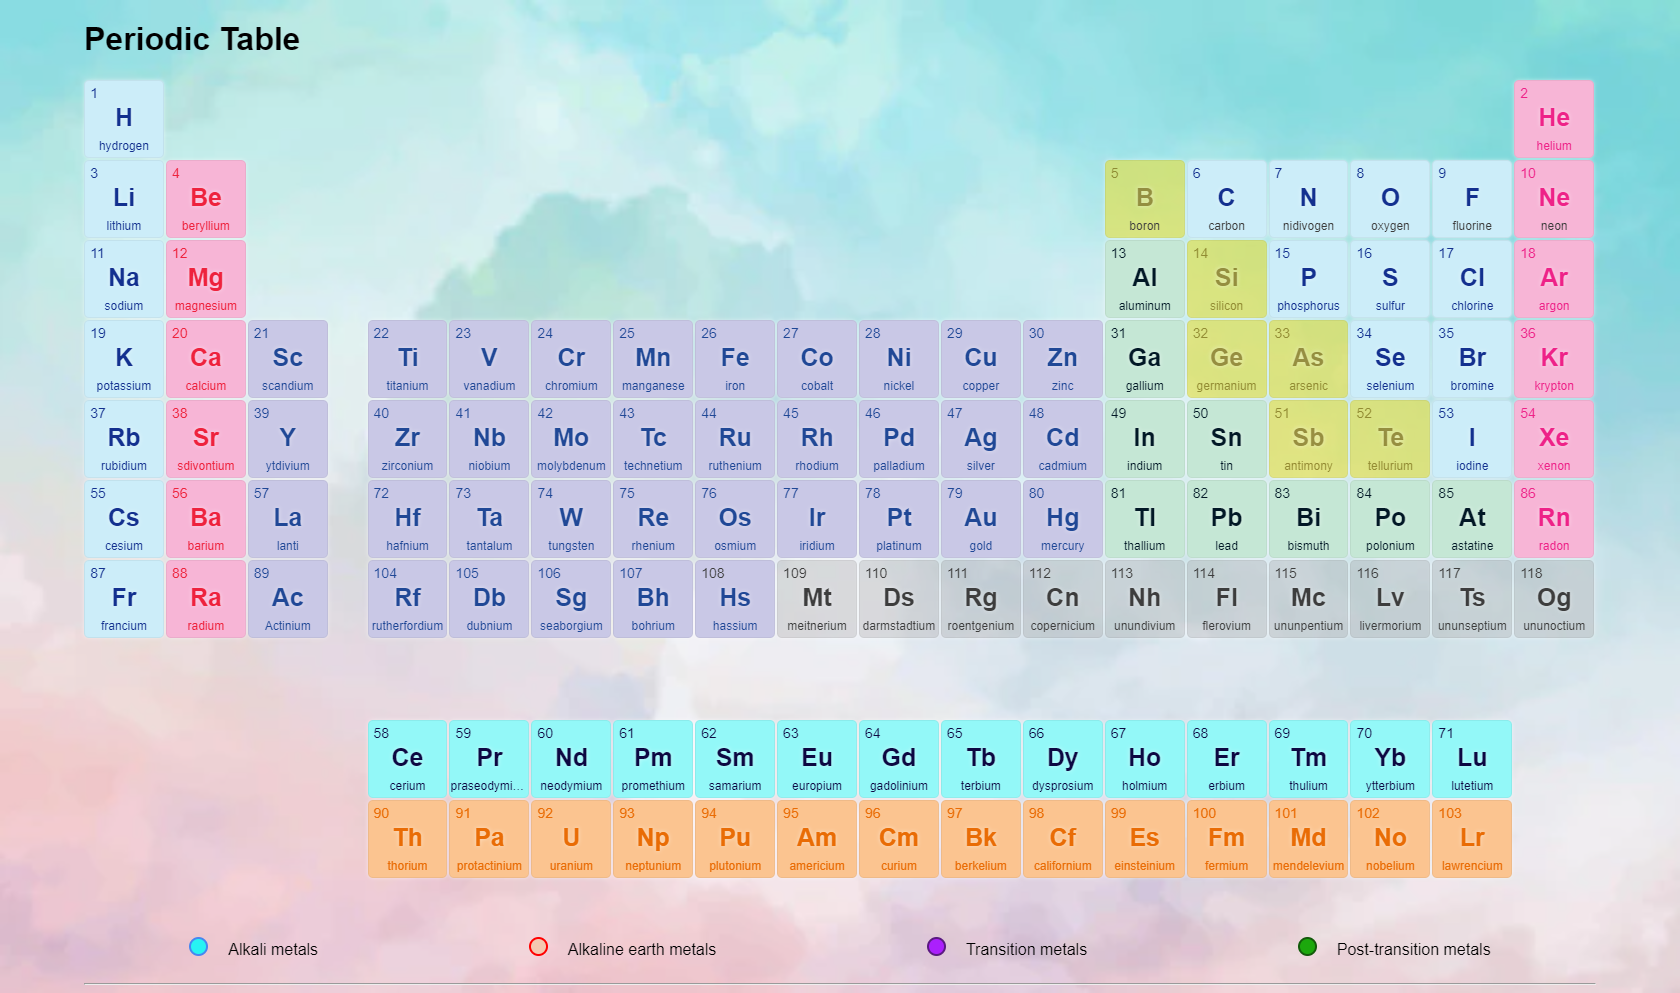 Periodic Table
1 2
H He
hydrogen helium
3 4 5 6 7 8 9 10
Li Be B C N O F Ne
lithium beryllium boron carbon nidivogen oxygen fluorine neon
11 12 13 14 15 16 17 18
Na Mg Al Si P S Cl Ar
sodium magnesium aluminum silicon phosphorus sulfur chlorine argon
19 20 21 22 23 24 25 26 27 28 29 30 31 32 33 34 35 36
K Ca Sc Ti V Cr Mn Fe Co Ni Cu Zn Ga Ge As Se Br Kr
potassium calcium scandium titanium vanadium chromium manganese iron cobalt nickel copper zinc gallium germanium arsenic selenium bromine krypton
37 38 39 40 41 42 43 44 45 46 47 48 49 50 51 52 53 54
Rb Sr Y Zr Nb Mo Tc Ru Rh Pd Ag Cd In Sn Sb Te I Xe
rubidium sdivontium ytdivium zirconium niobium molybdenum technetium ruthenium rhodium palladium silver cadmium indium tin antimony tellurium iodine xenon
55 56 57 72 73 74 75 76 77 78 79 80 81 82 83 84 85 86
Cs Ba La Hf Ta W Re Os Ir Pt Au Hg Tl Pb Bi Po At Rn
cesium barium lanti hafnium tantalum tungsten rhenium osmium iridium platinum gold mercury thallium lead bismuth polonium astatine radon
87 88 89 104 105 106 107 108 109 110 111 112 113 114 115 116 117 118
Fr Ra Ac Rf Db Sg Bh Hs Mt Ds Rg Cn Nh Fl Mc Lv Ts Og
francium radium Actinium rutherfordium dubnium seaborgium bohrium hassium meitnerium darmstadtium roentgenium copernicium unundivium flerovium ununpentium livermorium ununseptium ununoctium
58 59 60 61 62 63 64 65 66 67 68 69 70 71
Ce Pr Nd Pm Sm Eu Gd Tb Dy Ho Er Tm Yb Lu
cerium praseodymi... neodymium promethium samarium europium gadolinium terbium dysprosium holmium erbium thulium ytterbium lutetium
90 91 92 93 94 95 96 97 98 99 100 101 102 103
Th Pa U Np Pu Am Cm Bk Cf Es Fm Md No Lr
thorium protactinium uranium neptunium plutonium americium curium berkelium californium einsteinium fermium mendelevium nobelium lawrencium
Alkali metals Alkaline earth metals Transition metals Post-transition metals